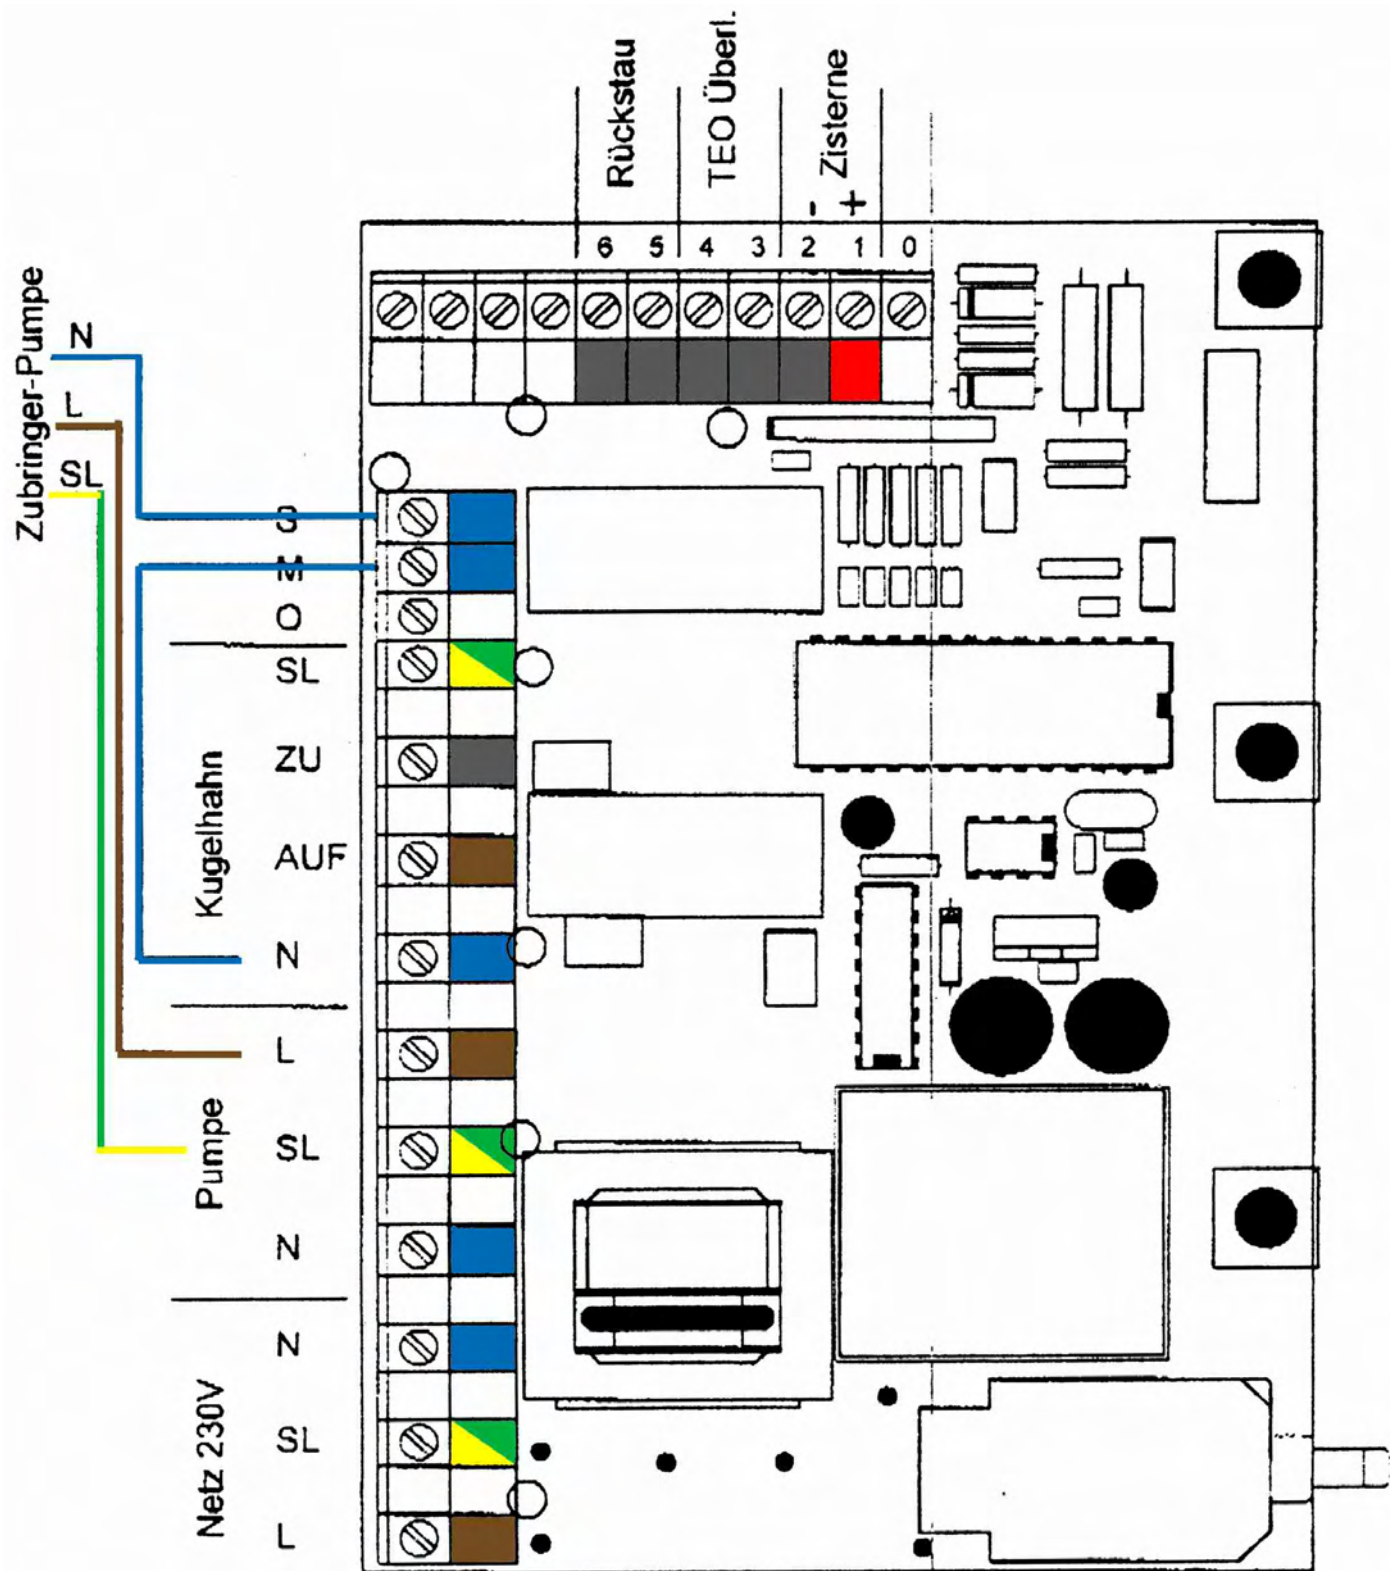 Rückstau
TEO Überl.
Zisterne
- +
6 5 4 3 2 1 0
Zubringer-Pumpe
N
L
SL
M
O
Kugelhahn
SL
ZU
AUF
N
Pumpe
L
SL
N
Netz 230V
N
SL
L